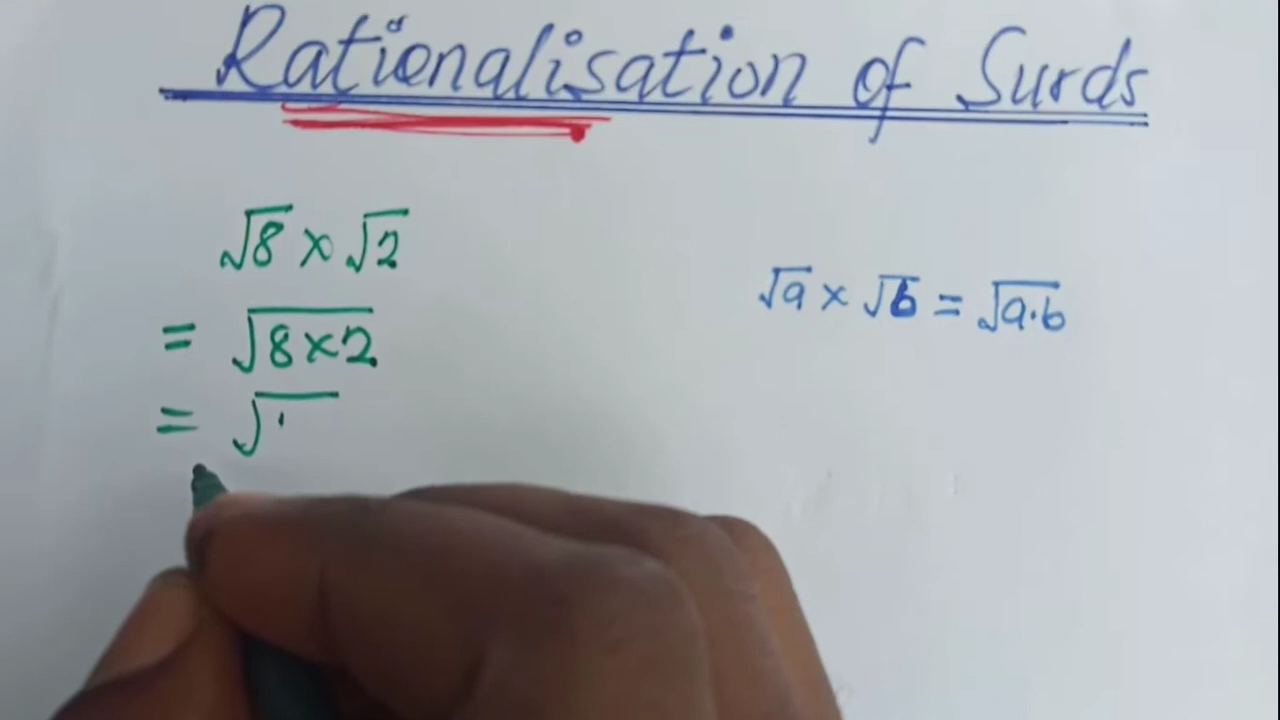 Rationalisation of Surds
√8 × √2
√a × √b = √a·b
= √8×2
= √